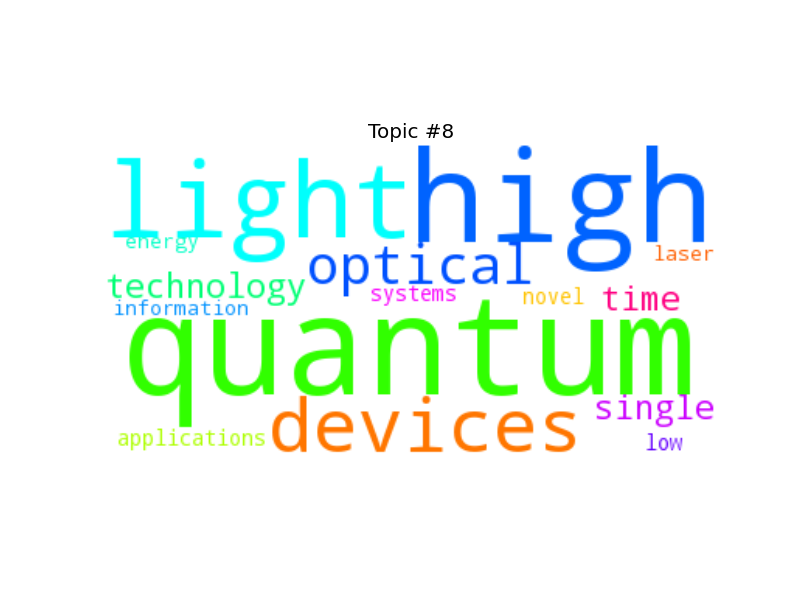 Topic #8
light high
energy
optical
laser
technology
systems
novel
time
information
quantum
devices
single
applications
low